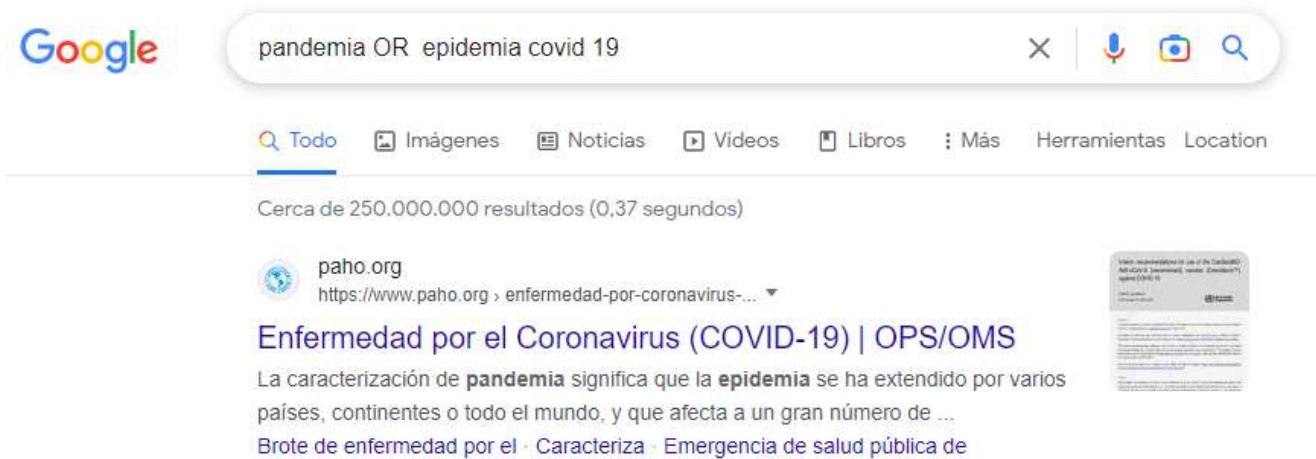 Google
pandemia OR epidemia covid 19
Todo Imágenes Noticias Vídeos Libros Más Herramientas Location
Cerca de 250.000.000 resultados (0,37 segundos)
paho.org
https://www.paho.org › enfermedad-por-coronavirus-...
Enfermedad por el Coronavirus (COVID-19) | OPS/OMS
La caracterización de pandemia significa que la epidemia se ha extendido por varios
países, continentes o todo el mundo, y que afecta a un gran número de ...
Brote de enfermedad por el · Caracteriza · Emergencia de salud pública de